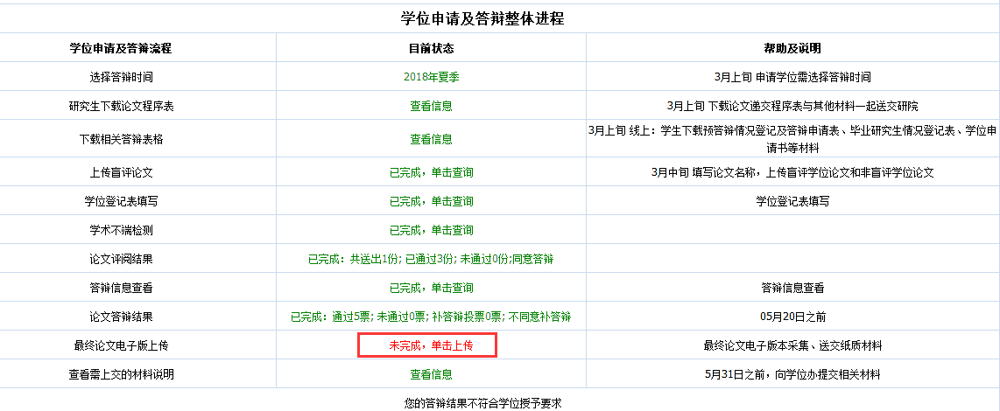 学位申请及答辩整体进程
学位申请及答辩流程 目前状态 帮助及说明
选择答辩时间 2018年夏季 3月上旬 申请学位需选择答辩时间
研究生下载论文程序表 查看信息 3月上旬 下载论文递交程序表与其他材料一起送交研院
下载相关答辩表格 查看信息 3月上旬 线上：学生下载预答辩情况登记及答辩申请表、毕业研究生情况登记表、学位申
请书等材料
上传盲评论文 已完成，单击查询 3月中旬 填写论文名称，上传盲评学位论文和非盲评学位论文
学位登记表填写 已完成，单击查询 学位登记表填写
学术不端检测 已完成，单击查询
论文评阅结果 已完成：共送出1份; 已通过3份; 未通过0份;同意答辩
答辩信息查看 已完成，单击查询 答辩信息查看
论文答辩结果 已完成：通过5票; 未通过0票; 补答辩投票0票; 不同意补答辩 05月20日之前
最终论文电子版上传 未完成，单击上传 最终论文电子版本采集、送交纸质材料
查看需上交的材料说明 查看信息 5月31日之前，向学位办提交相关材料
您的答辩结果不符合学位授予要求